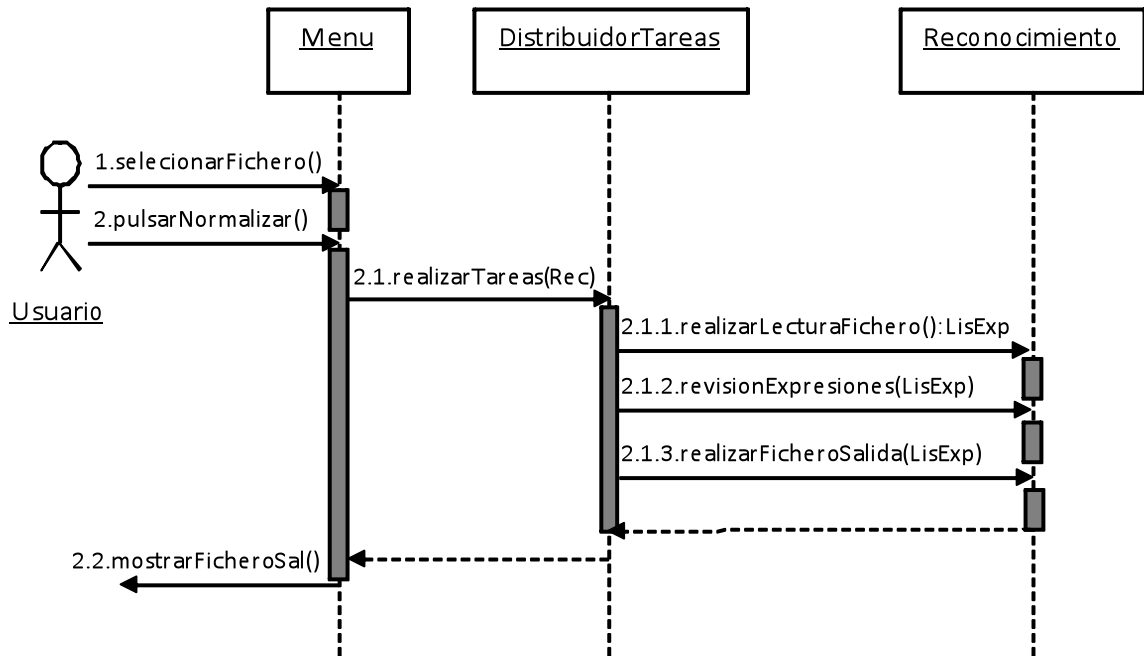 Menu
DistribuidorTareas
Reconocimiento
1.selecionarFichero()
2.pulsarNormalizar()
2.1.realizarTareas(Rec)
Usuario
2.1.1.realizarLecturaFichero():LisExp
2.1.2.revisionExpresiones(LisExp)
2.1.3.realizarFicheroSalida(LisExp)
2.2.mostrarFicheroSal()